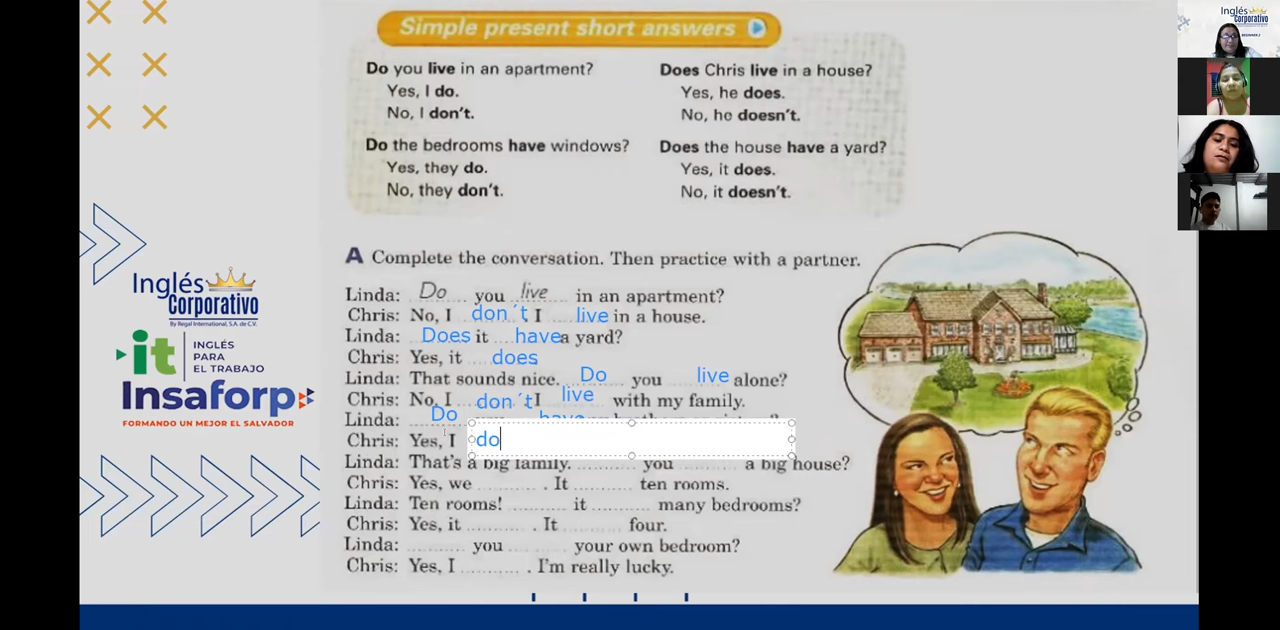 Simple present short answers
Do you live in an apartment?
Yes, I do.
No, I don't.
Do the bedrooms have windows?
Yes, they do.
No, they don't.
Does Chris live in a house?
Yes, he does.
No, he doesn't.
Does the house have a yard?
Yes, it does.
No, it doesn't.
A Complete the conversation. Then practice with a partner.
Linda: Do you live in an apartment?
Chris: No, I don´t. I live in a house.
Linda: Does it have a yard?
Chris: Yes, it does.
Linda: That sounds nice. Do you live alone?
Chris: No, I don´t. I live with my family.
Linda: Do have
Chris: Yes, I do
Linda: That's a big family. ........ you ........ a big house?
Chris: Yes, we ........ . It ........ ten rooms.
Linda: Ten rooms! ........ it ........ many bedrooms?
Chris: Yes, it ........ . It ........ four.
Linda: ........ you ........ your own bedroom?
Chris: Yes, I ........ . I'm really lucky.
Inglés
Corporativo
By Regal International, S.A. de C.V.
it INGLÉS
PARA
EL TRABAJO
Insaforp
FORMANDO UN MEJOR EL SALVADOR
Inglés
Corporativo